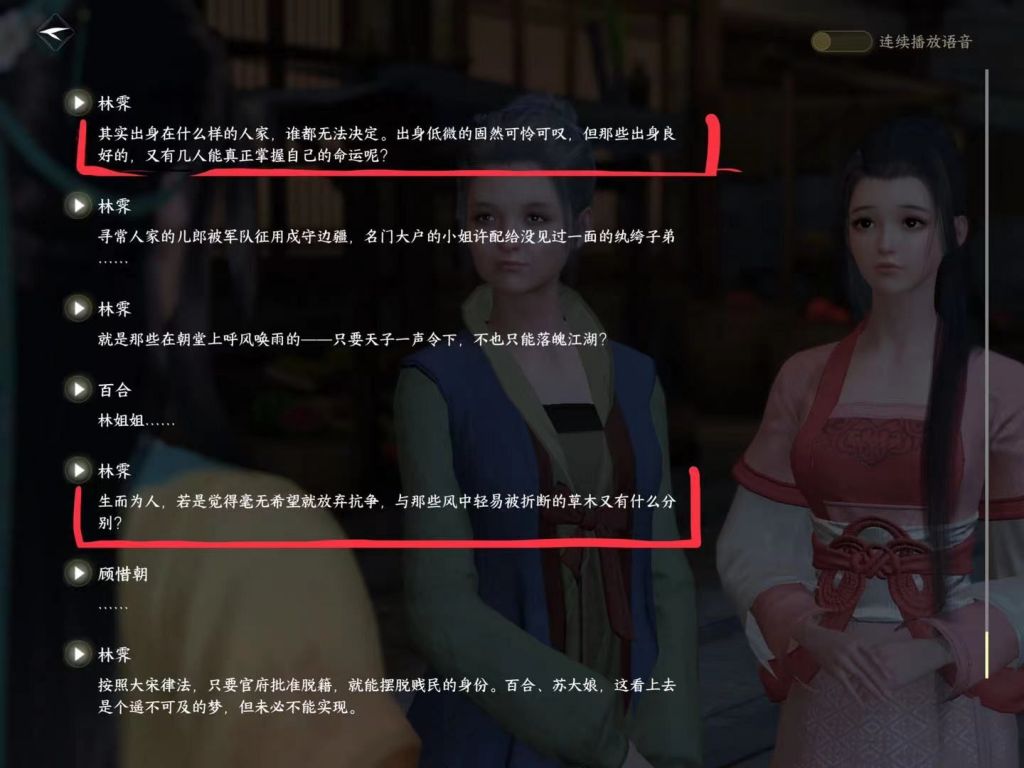 连续播放语音
林霁
其实出身在什么样的人家，谁都无法决定。出身低微的固然可怜可叹，但那些出身良
好的，又有几人能真正掌握自己的命运呢？
林霁
寻常人家的儿郎被军队征用戍守边疆，名门大户的小姐许配给没见过一面的纨绔子弟
……
林霁
就是那些在朝堂上呼风唤雨的——只要天子一声令下，不也只能落魄江湖？
百合
林姐姐……
林霁
生而为人，若是觉得毫无希望就放弃抗争，与那些风中轻易被折断的草木又有什么分
别？
顾惜朝
……
林霁
按照大宋律法，只要官府批准脱籍，就能摆脱贱民的身份。百合、苏大娘，这看上去
是个遥不可及的梦，但未必不能实现。